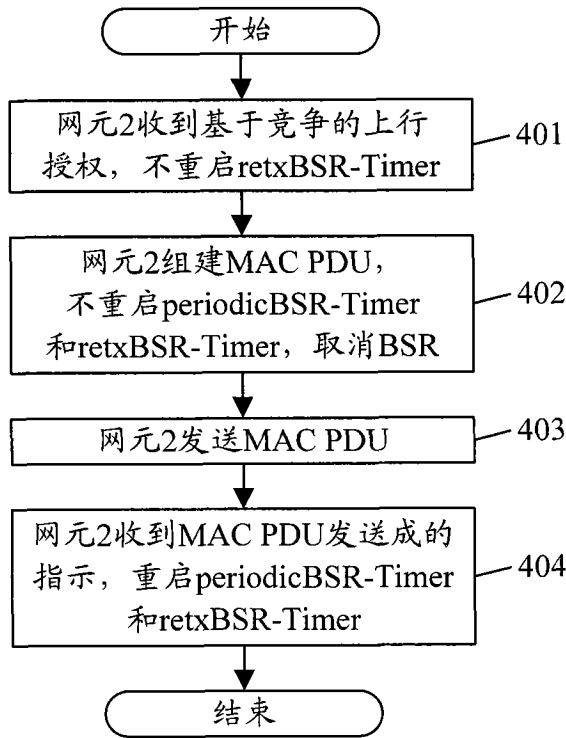 开始
网元2收到基于竞争的上行
授权，不重启retxBSR-Timer
401
网元2组建MAC PDU，
不重启periodicBSR-Timer
和retxBSR-Timer，取消BSR
402
网元2发送MAC PDU
403
网元2收到MAC PDU发送成的
指示，重启periodicBSR-Timer
和retxBSR-Timer
404
结束